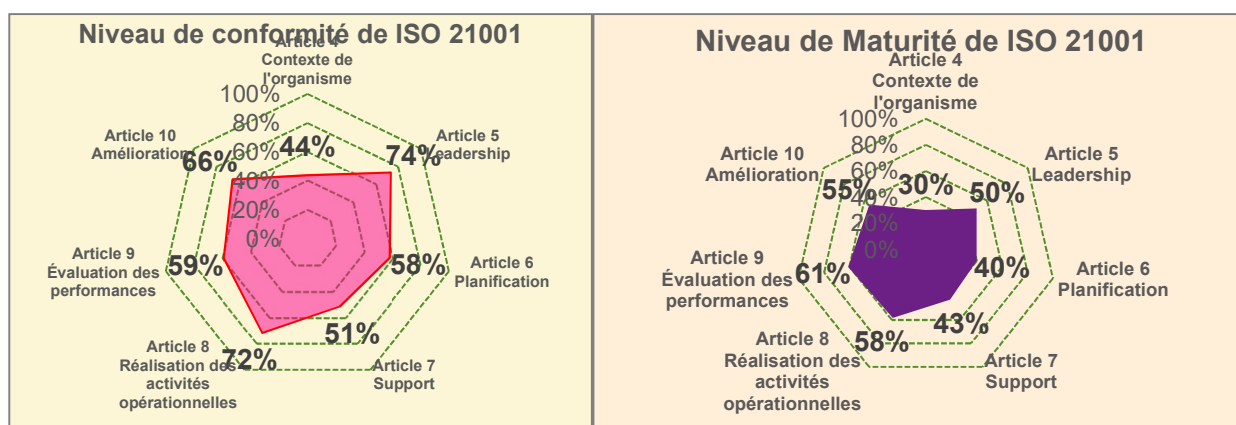 Niveau de conformité de ISO 21001
Article 4
Contexte de
l'organisme
100%
80%
60%
40%
20%
0%
44%
Article 5
Leadership
74%
Article 6
Planification
58%
Article 7
Support
51%
Article 8
Réalisation des
activités
opérationnelles
72%
Article 9
Évaluation des
performances
59%
Article 10
Amélioration
66%
Niveau de Maturité de ISO 21001
Article 4
Contexte de
l'organisme
100%
80%
60%
40%
20%
0%
30%
Article 5
Leadership
50%
Article 6
Planification
40%
Article 7
Support
43%
Article 8
Réalisation des
activités
opérationnelles
58%
Article 9
Évaluation des
performances
61%
Article 10
Amélioration
55%